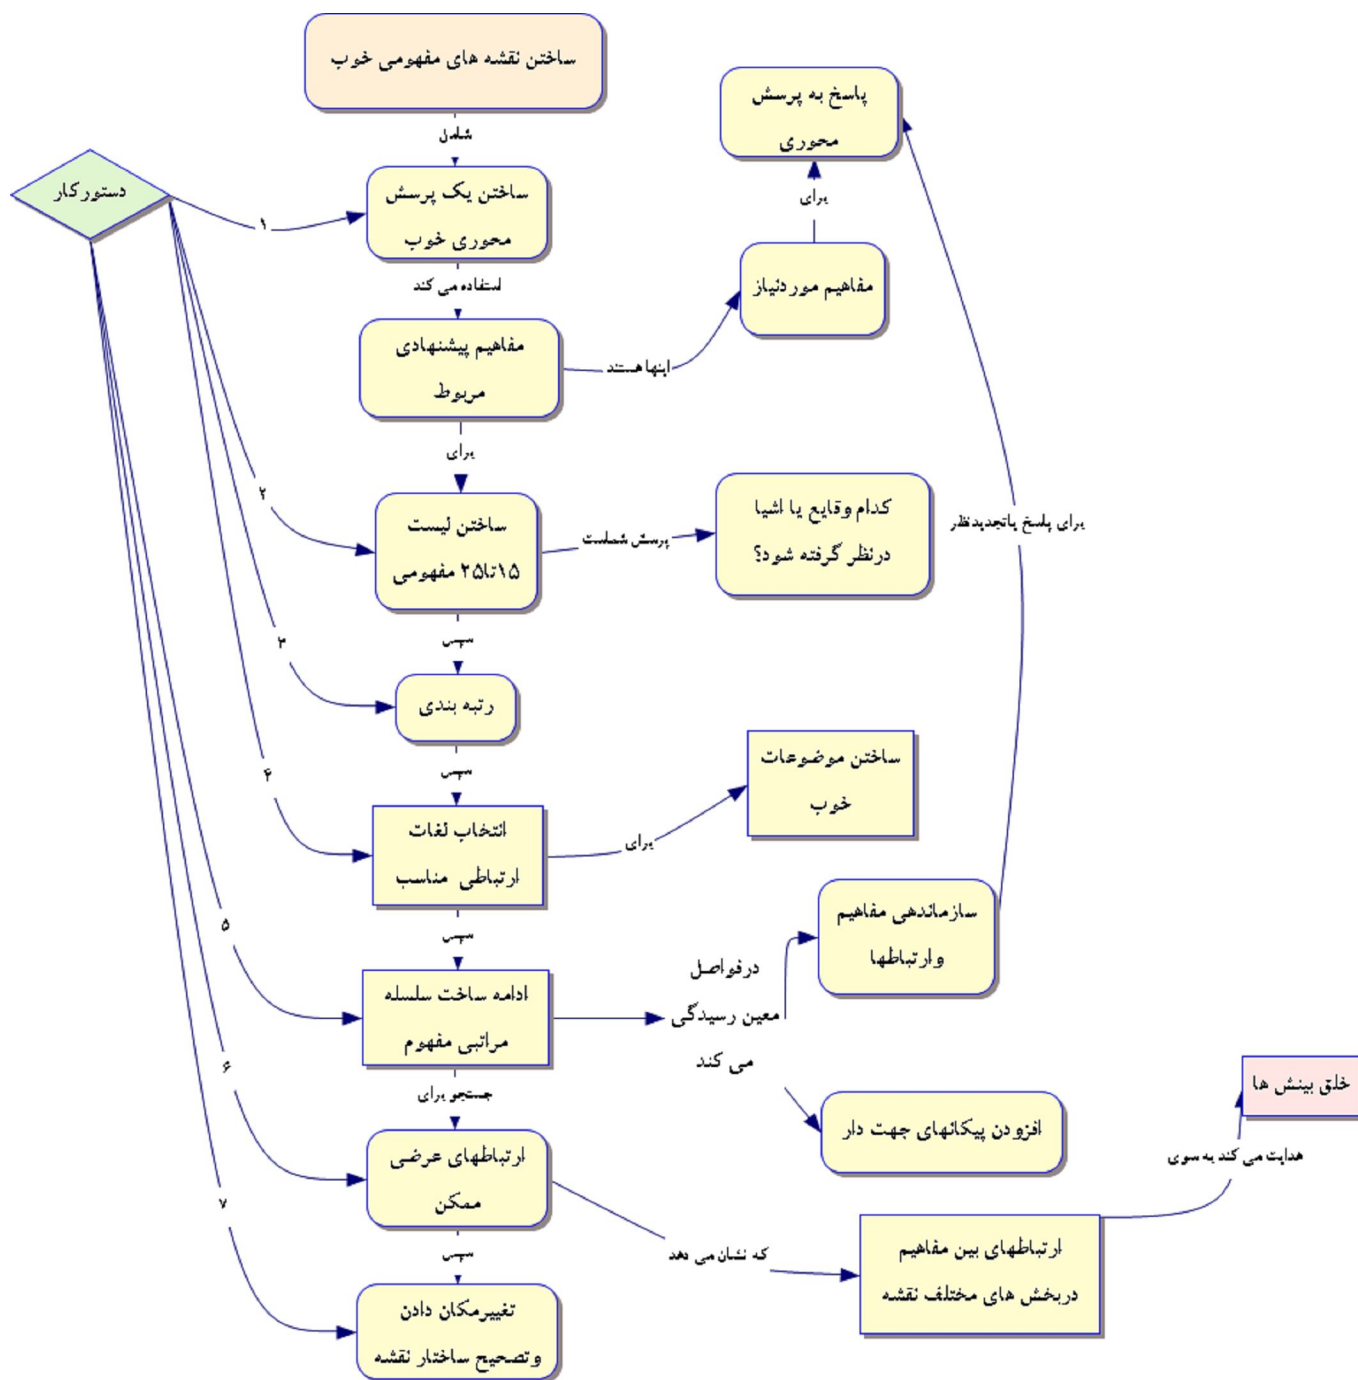 ساختن نقشه های مفهومی خوب
شامل
دستورکار
۱
ساختن یک پرسش
محوری خوب
استفاده می کند
مفاهیم پیشنهادی
مربوط
اینها هستند
مفاهیم موردنیاز
برای
پاسخ به پرسش
محوری
برای
۲
ساختن لیست
۱۵تا۲۵ مفهومی
پرسش شماست
کدام وقایع یا اشیا
درنظر گرفته شود؟
سپس
۳
رتبه بندی
سپس
۴
انتخاب لغات
ارتباطی مناسب
برای
ساختن موضوعات
خوب
سپس
۵
ادامه ساخت سلسله
مراتبی مفهوم
درفواصل
معین رسیدگی
می کند
سازماندهی مفاهیم
وارتباطها
برای پاسخ یاتجدیدنظر
افزودن پیکانهای جهت دار
جستجو برای
۶
ارتباطهای عرضی
ممکن
که نشان می دهد
ارتباطهای بین مفاهیم
دربخش های مختلف نقشه
هدایت می کند به سوی
خلق بینش ها
سپس
۷
تغییرمکان دادن
وتصحیح ساختار نقشه